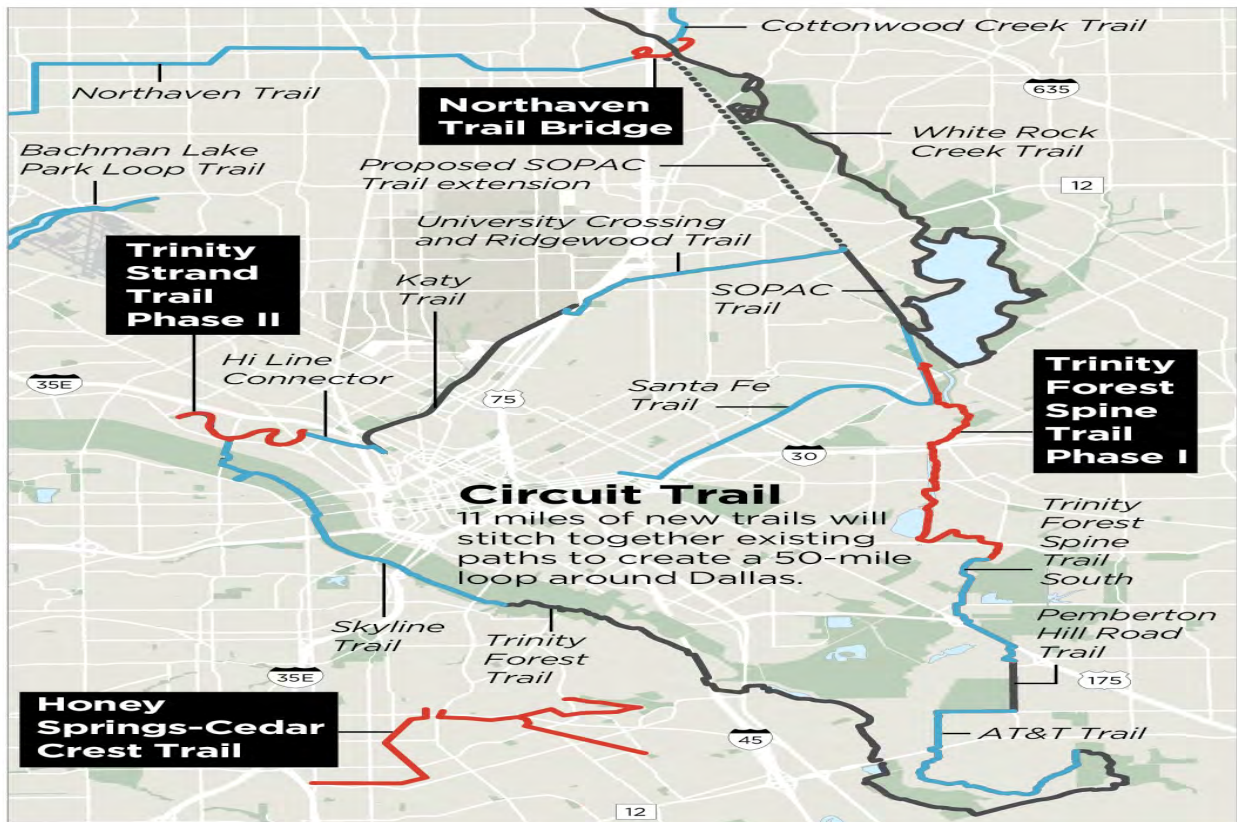 Cottonwood Creek Trail
Northaven Trail
Northaven
Trail Bridge
635
White Rock
Creek Trail
Bachman Lake
Park Loop Trail
Proposed SOPAC
Trail extension
12
University Crossing
and Ridgewood Trail
Trinity
Strand
Trail
Phase II
Katy
Trail
SOPAC
Trail
Hi Line
Connector
35E
75
Santa Fe
Trail
Trinity
Forest
Spine
Trail
Phase I
30
Circuit Trail
11 miles of new trails will
stitch together existing
paths to create a 50-mile
loop around Dallas.
Trinity
Forest
Spine
Trail
South
Skyline
Trail
Trinity
Forest
Trail
Pemberton
Hill Road
Trail
35E
175
Honey
Springs-Cedar
Crest Trail
45
AT&T Trail
12